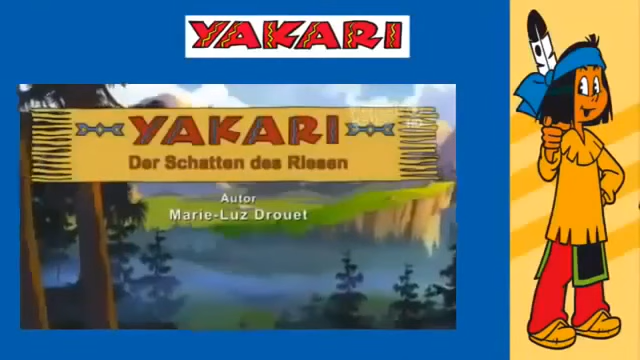 YAKARI
YAKARI
Der Schatten des Riesen
Autor
Marie-Luz Drouet